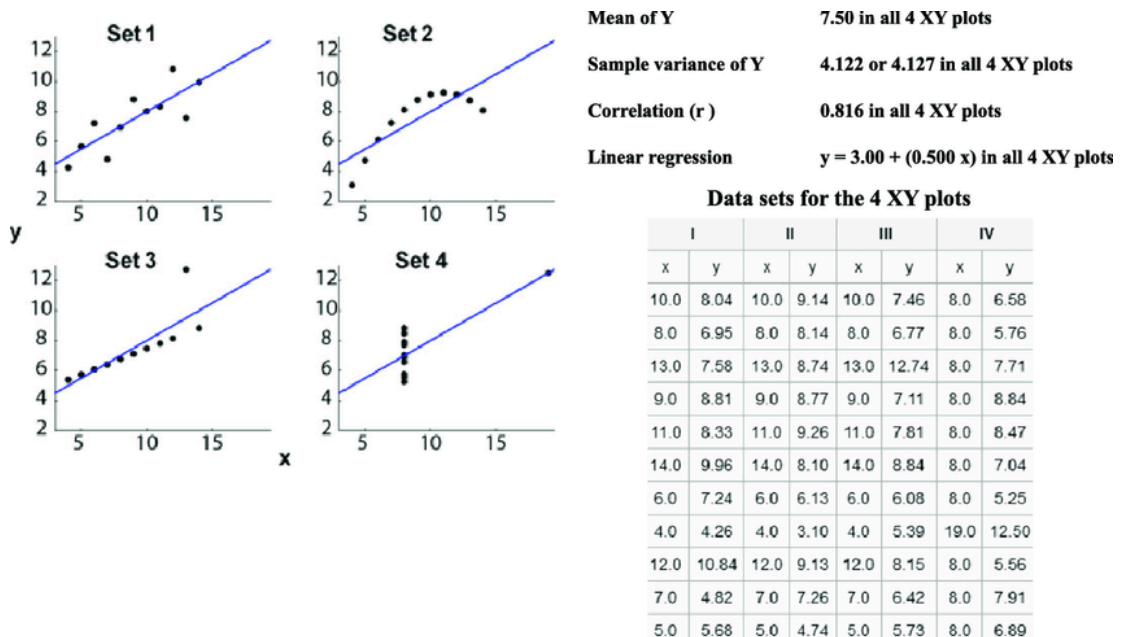 Set 1
12
10
8
6
4
2
5 10 15
Set 2
12
10
8
6
4
2
5 10 15
y
Set 3
12
10
8
6
4
2
5 10 15
Set 4
12
10
8
6
4
2
5 10 15
x
Mean of Y 7.50 in all 4 XY plots
Sample variance of Y 4.122 or 4.127 in all 4 XY plots
Correlation (r ) 0.816 in all 4 XY plots
Linear regression y = 3.00 + (0.500 x) in all 4 XY plots
Data sets for the 4 XY plots
I II III IV
x y x y x y x y
10.0 8.04 10.0 9.14 10.0 7.46 8.0 6.58
8.0 6.95 8.0 8.14 8.0 6.77 8.0 5.76
13.0 7.58 13.0 8.74 13.0 12.74 8.0 7.71
9.0 8.81 9.0 8.77 9.0 7.11 8.0 8.84
11.0 8.33 11.0 9.26 11.0 7.81 8.0 8.47
14.0 9.96 14.0 8.10 14.0 8.84 8.0 7.04
6.0 7.24 6.0 6.13 6.0 6.08 8.0 5.25
4.0 4.26 4.0 3.10 4.0 5.39 19.0 12.50
12.0 10.84 12.0 9.13 12.0 8.15 8.0 5.56
7.0 4.82 7.0 7.26 7.0 6.42 8.0 7.91
5.0 5.68 5.0 4.74 5.0 5.73 8.0 6.89